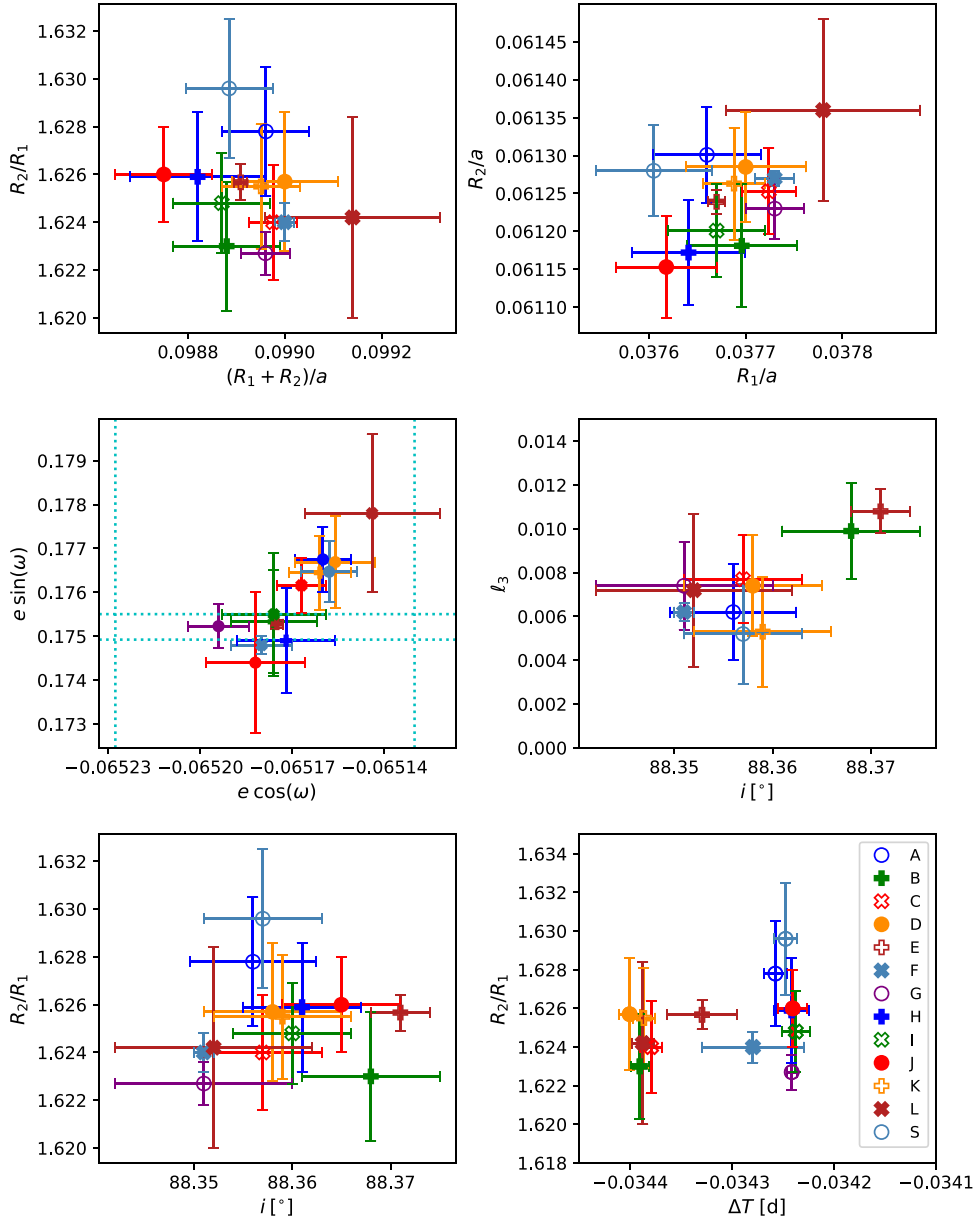 1.632
1.630
1.628
1.626
1.624
1.622
1.620
R₂/R₁
0.0988 0.0990 0.0992
(R₁ + R₂)/a
0.06145
0.06140
0.06135
0.06130
0.06125
0.06120
0.06115
0.06110
R₂/a
0.0376 0.0377 0.0378
R₁/a
0.179
0.178
0.177
0.176
0.175
0.174
0.173
e sin(ω)
−0.06523 −0.06520 −0.06517 −0.06514
e cos(ω)
0.014
0.012
0.010
0.008
0.006
0.004
0.002
0.000
ℓ₃
88.35 88.36 88.37
i [°]
1.632
1.630
1.628
1.626
1.624
1.622
1.620
R₂/R₁
88.35 88.36 88.37
i [°]
1.634
1.632
1.630
1.628
1.626
1.624
1.622
1.620
1.618
R₂/R₁
−0.0344 −0.0343 −0.0342 −0.0341
ΔT [d]
A
B
C
D
E
F
G
H
I
J
K
L
S